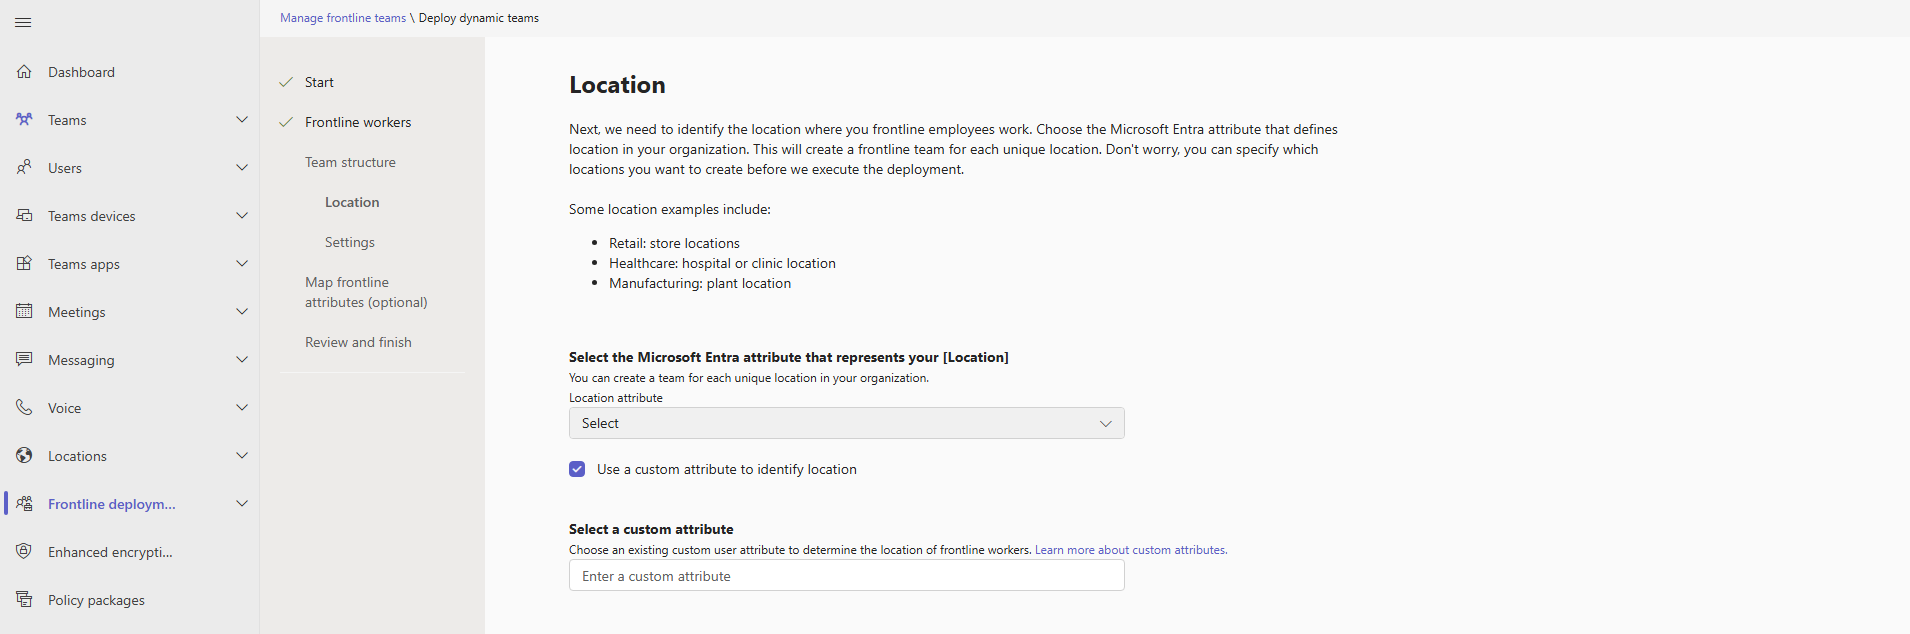 Manage frontline teams \ Deploy dynamic teams
Dashboard
Teams
Users
Teams devices
Teams apps
Meetings
Messaging
Voice
Locations
Frontline deploym...
Enhanced encrypti...
Policy packages
Start
Frontline workers
Team structure
Location
Settings
Map frontline
attributes (optional)
Review and finish
Location
Next, we need to identify the location where you frontline employees work. Choose the Microsoft Entra attribute that defines
location in your organization. This will create a frontline team for each unique location. Don't worry, you can specify which
locations you want to create before we execute the deployment.
Some location examples include:
• Retail: store locations
• Healthcare: hospital or clinic location
• Manufacturing: plant location
Select the Microsoft Entra attribute that represents your [Location]
You can create a team for each unique location in your organization.
Location attribute
Select
Use a custom attribute to identify location
Select a custom attribute
Choose an existing custom user attribute to determine the location of frontline workers. Learn more about custom attributes.
Enter a custom attribute